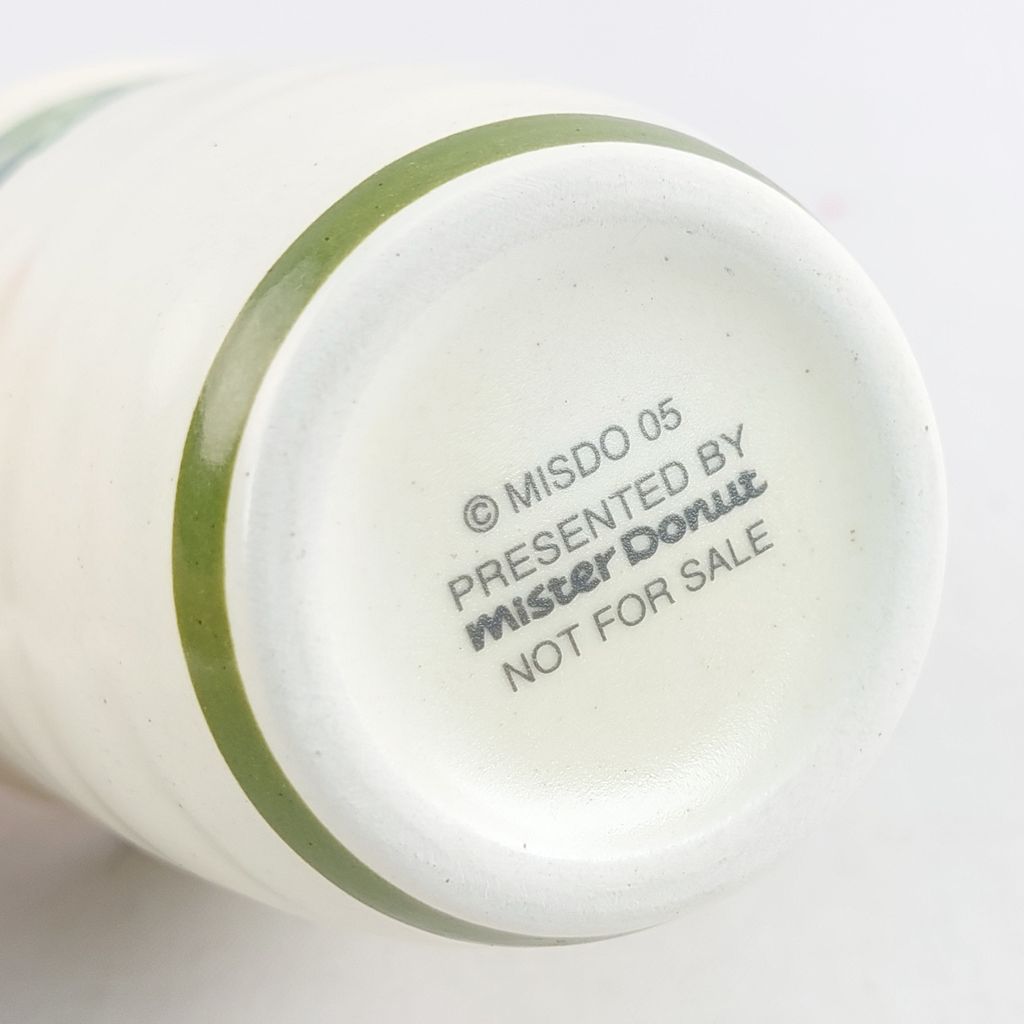 © MISDO 05
PRESENTED BY
mister Donut
NOT FOR SALE